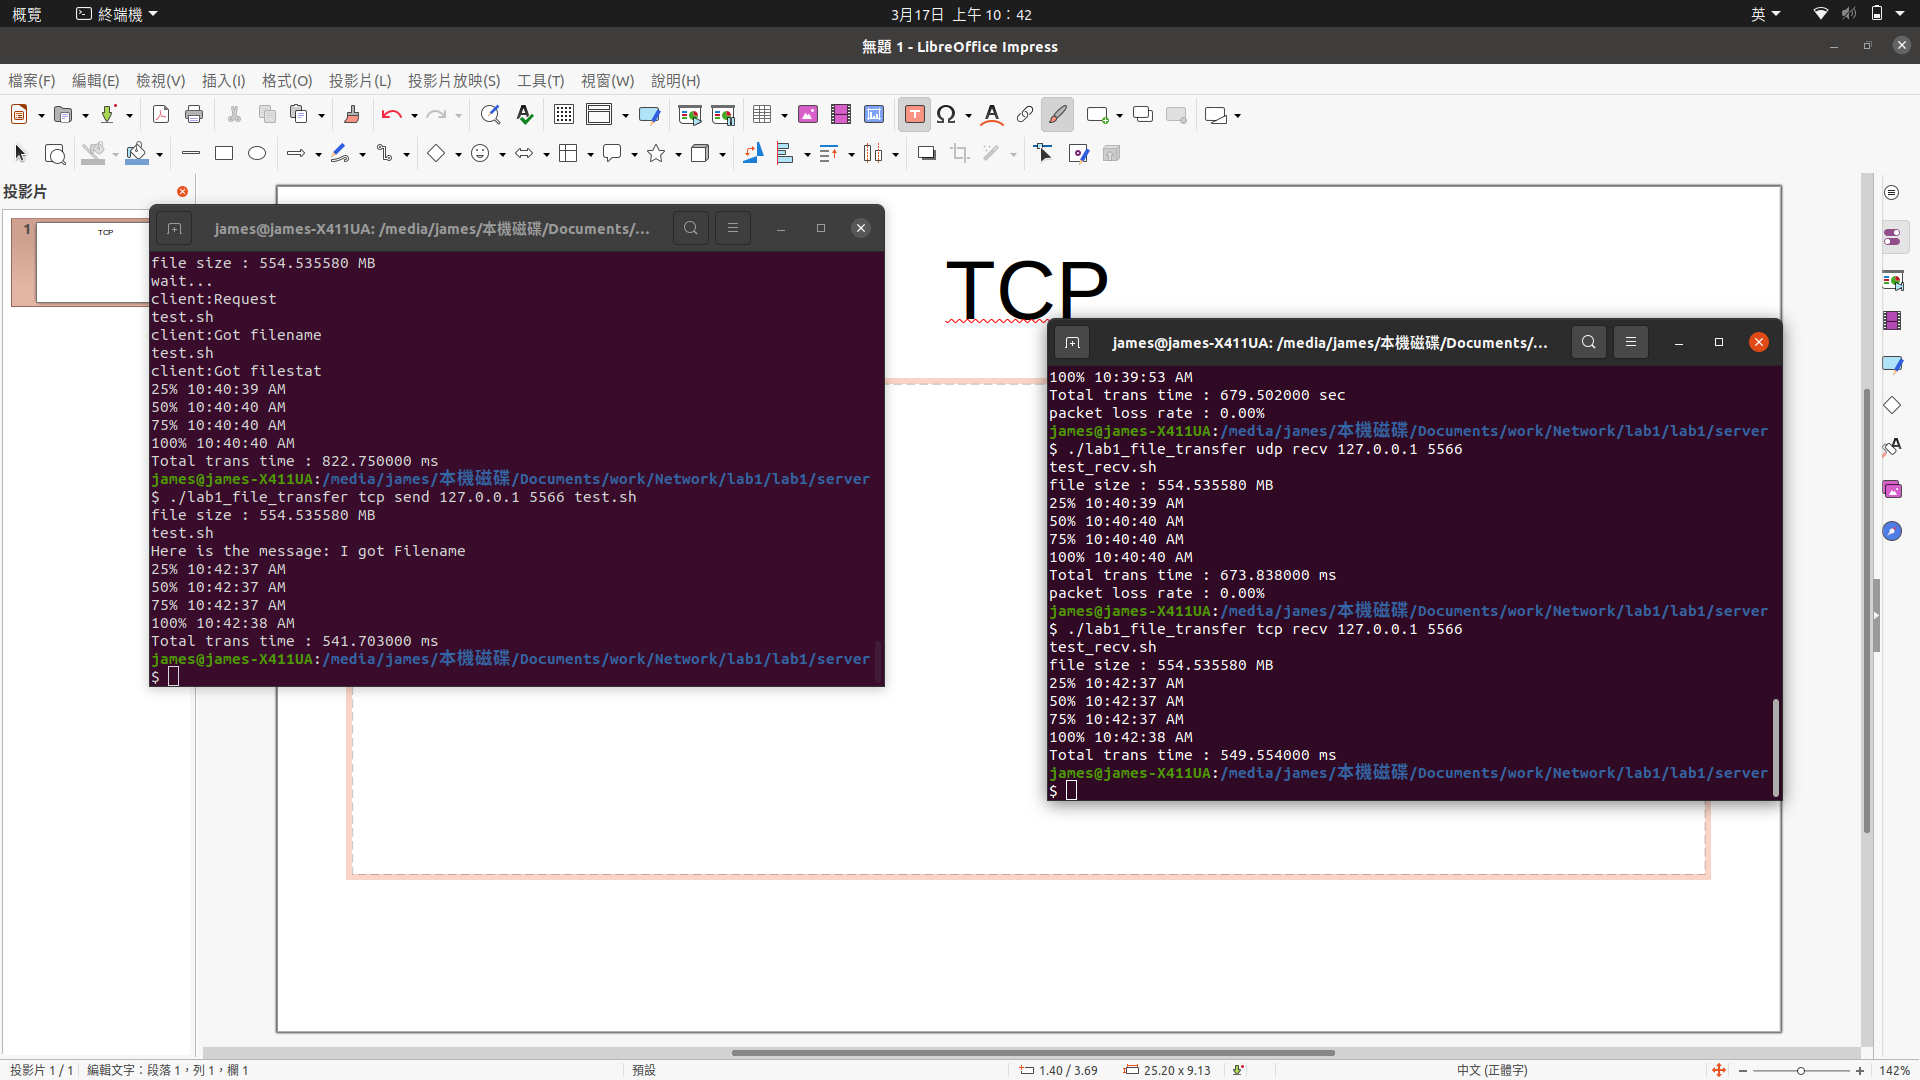 概覽 終端機 3月17日 上午 10：42 英
無題 1 - LibreOffice Impress
檔案(F) 編輯(E) 檢視(V) 插入(I) 格式(O) 投影片(L) 投影片放映(S) 工具(T) 視窗(W) 說明(H)
投影片
1
TCP
TCP
james@james-X411UA: /media/james/本機磁碟/Documents/...
file size : 554.535580 MB
wait...
client:Request
test.sh
client:Got filename
test.sh
client:Got filestat
25% 10:40:39 AM
50% 10:40:40 AM
75% 10:40:40 AM
100% 10:40:40 AM
Total trans time : 822.750000 ms
james@james-X411UA:/media/james/本機磁碟/Documents/work/Network/lab1/lab1/server
$ ./lab1_file_transfer tcp send 127.0.0.1 5566 test.sh
file size : 554.535580 MB
test.sh
Here is the message: I got Filename
25% 10:42:37 AM
50% 10:42:37 AM
75% 10:42:37 AM
100% 10:42:38 AM
Total trans time : 541.703000 ms
james@james-X411UA:/media/james/本機磁碟/Documents/work/Network/lab1/lab1/server
$
james@james-X411UA: /media/james/本機磁碟/Documents/...
100% 10:39:53 AM
Total trans time : 679.502000 sec
packet loss rate : 0.00%
james@james-X411UA:/media/james/本機磁碟/Documents/work/Network/lab1/lab1/server
$ ./lab1_file_transfer udp recv 127.0.0.1 5566
test_recv.sh
file size : 554.535580 MB
25% 10:40:39 AM
50% 10:40:40 AM
75% 10:40:40 AM
100% 10:40:40 AM
Total trans time : 673.838000 ms
packet loss rate : 0.00%
james@james-X411UA:/media/james/本機磁碟/Documents/work/Network/lab1/lab1/server
$ ./lab1_file_transfer tcp recv 127.0.0.1 5566
test_recv.sh
file size : 554.535580 MB
25% 10:42:37 AM
50% 10:42:37 AM
75% 10:42:37 AM
100% 10:42:38 AM
Total trans time : 549.554000 ms
james@james-X411UA:/media/james/本機磁碟/Documents/work/Network/lab1/lab1/server
$
投影片 1 / 1 編輯文字：段落 1，列 1，欄 1 預設 1.40 / 3.69 25.20 x 9.13 中文 (正體字) 142%